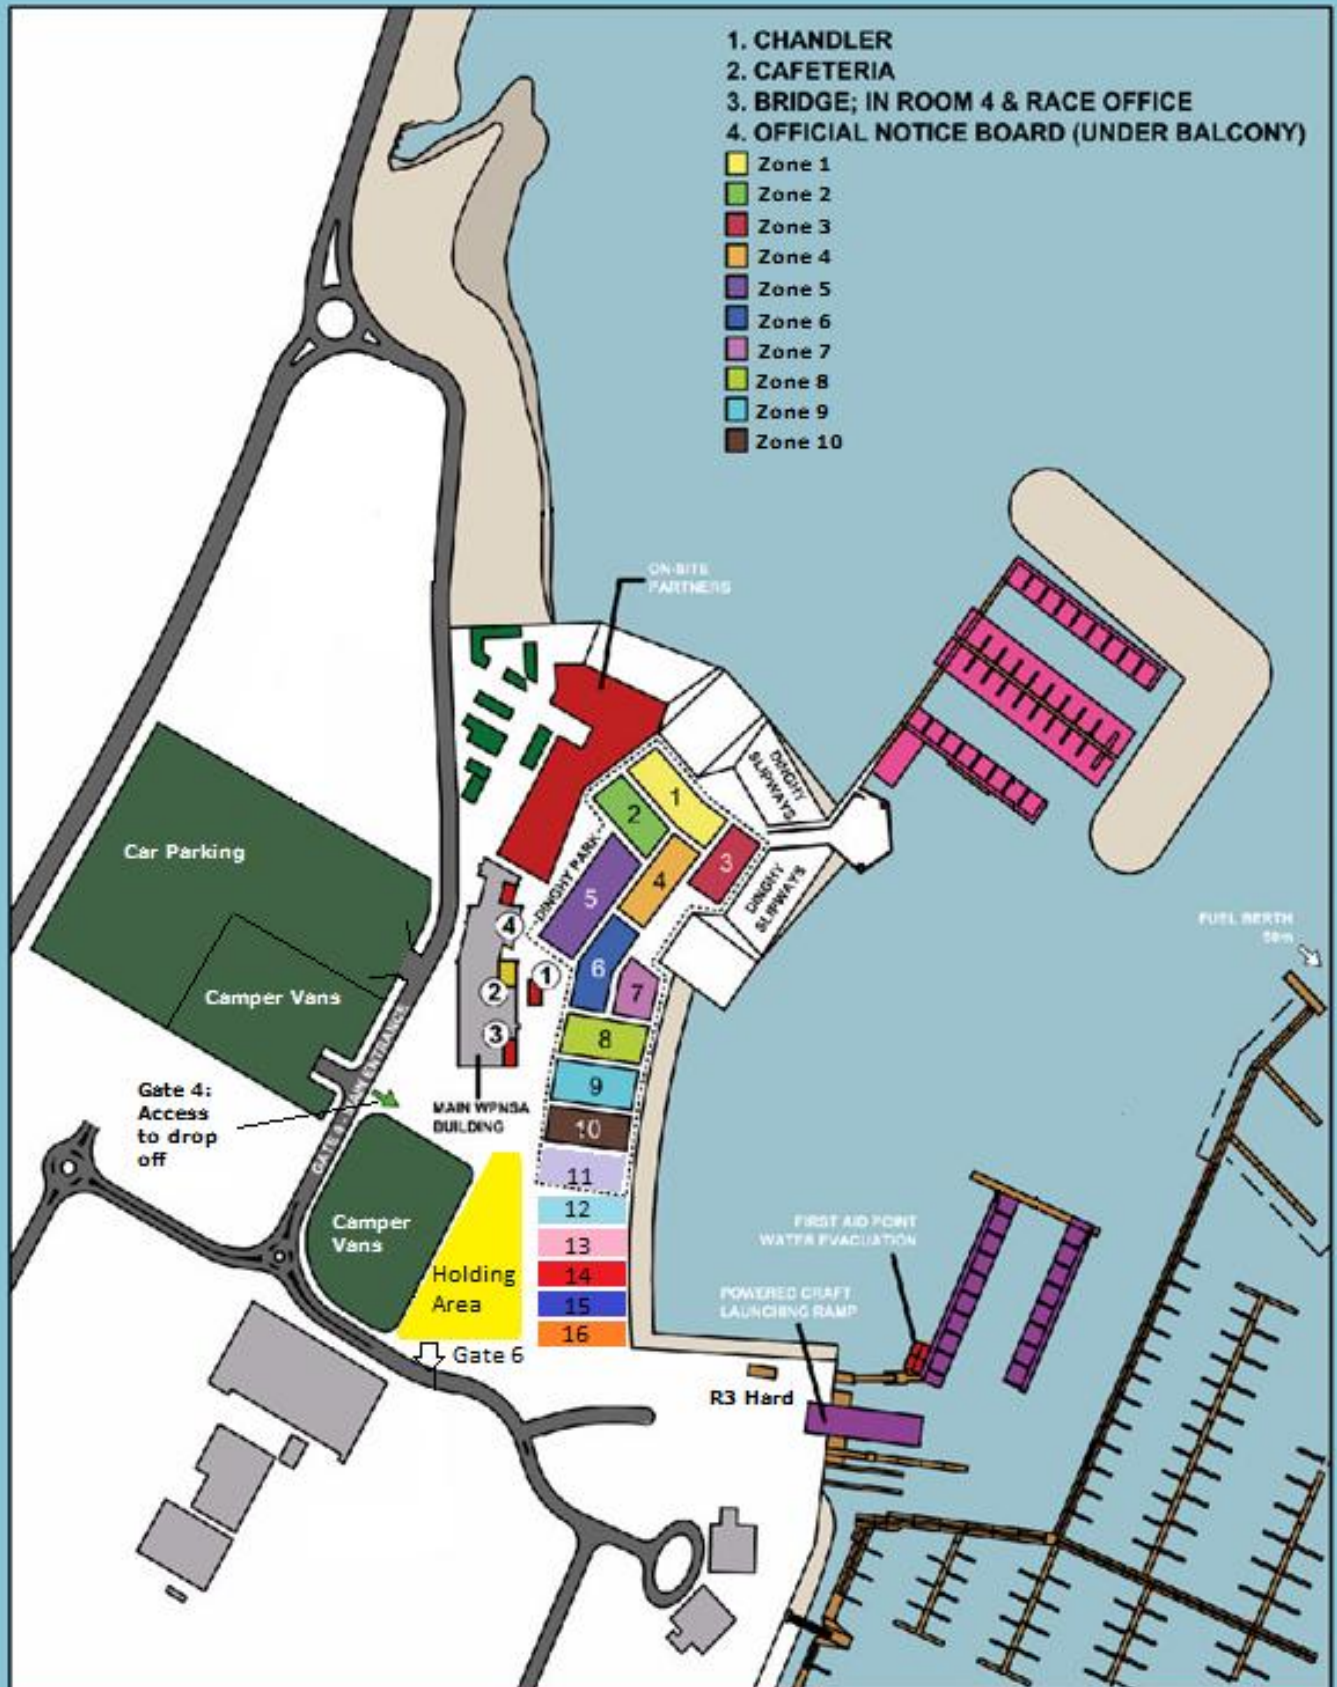 1. CHANDLER
2. CAFETERIA
3. BRIDGE; IN ROOM 4 & RACE OFFICE
4. OFFICIAL NOTICE BOARD (UNDER BALCONY)
Zone 1
Zone 2
Zone 3
Zone 4
Zone 5
Zone 6
Zone 7
Zone 8
Zone 9
Zone 10
ON-SITE
PARTNERS
DINGHY
SLIPWAYS
1
2
3
4
5
DINGHY PARK
DINGHY
SLIPWAYS
Car Parking
4
6
7
1
2
3
Camper Vans
FUEL BERTH
50m
8
9
10
11
12
13
14
15
16
Gate 4:
Access
to drop
off
GATE 4 - MAIN ENTRANCE
MAIN WPNSA
BUILDING
Camper
Vans
Holding
Area
Gate 6
FIRST AID POINT
WATER EVACUATION
POWERED CRAFT
LAUNCHING RAMP
R3 Hard